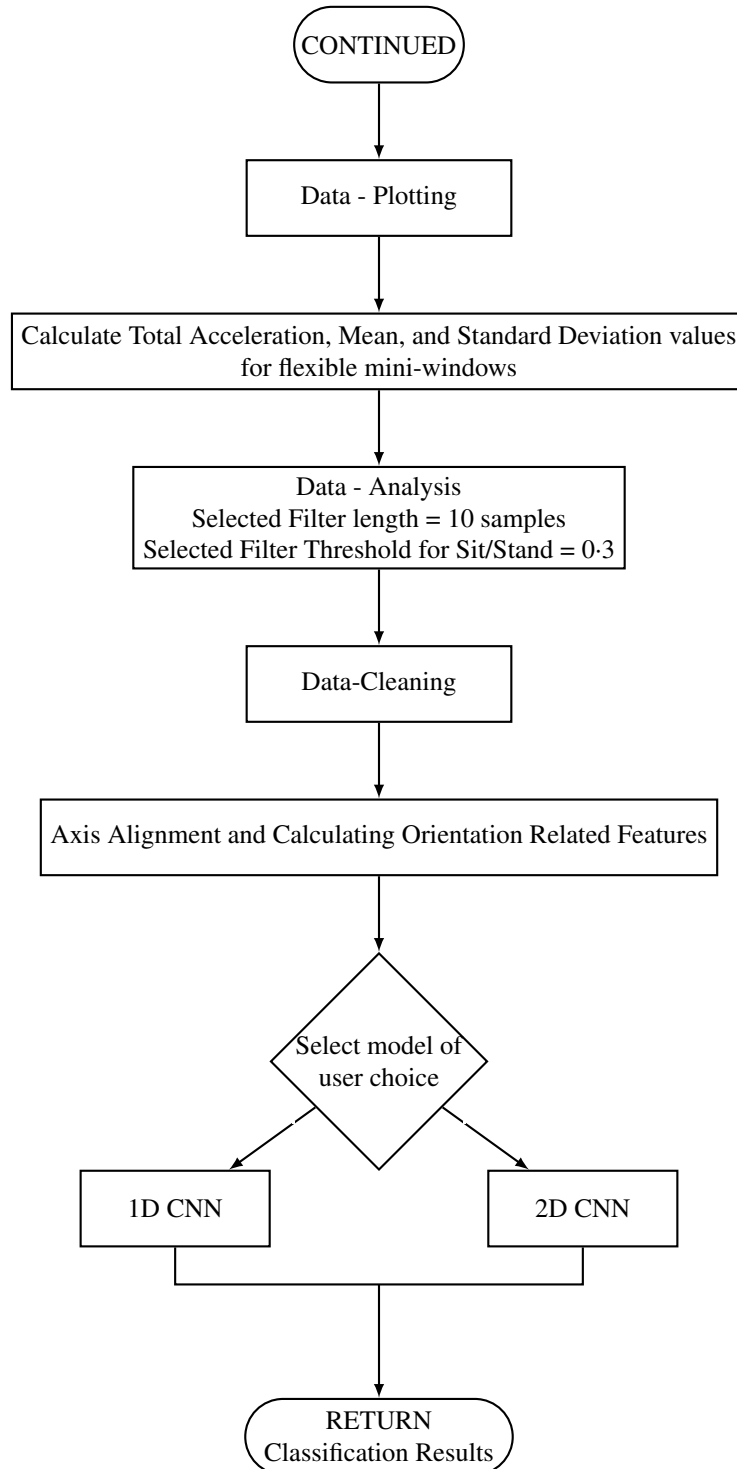 CONTINUED
Data - Plotting
Calculate Total Acceleration, Mean, and Standard Deviation values
for flexible mini-windows
Data - Analysis
Selected Filter length = 10 samples
Selected Filter Threshold for Sit/Stand = 0·3
Data-Cleaning
Axis Alignment and Calculating Orientation Related Features
Select model of
user choice
1D CNN
2D CNN
RETURN
Classification Results